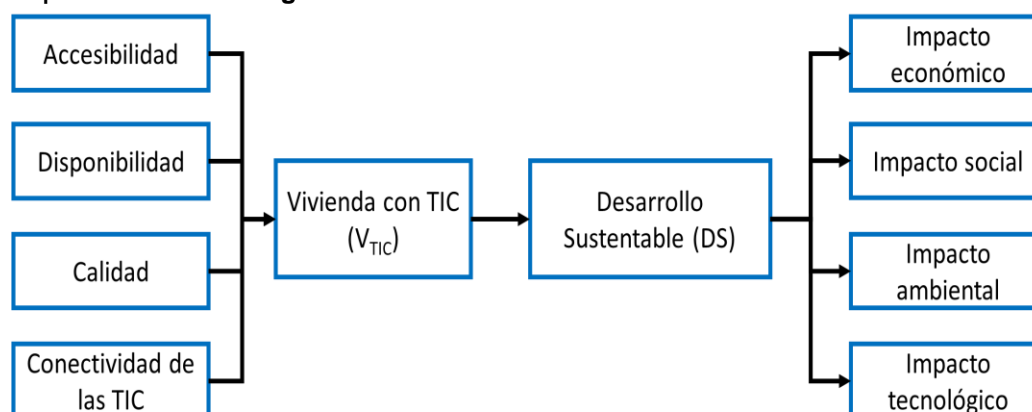 Accesibilidad
Disponibilidad
Calidad
Conectividad de
las TIC
Vivienda con TIC
(V_TIC)
Desarrollo
Sustentable (DS)
Impacto
económico
Impacto social
Impacto
ambiental
Impacto
tecnológico